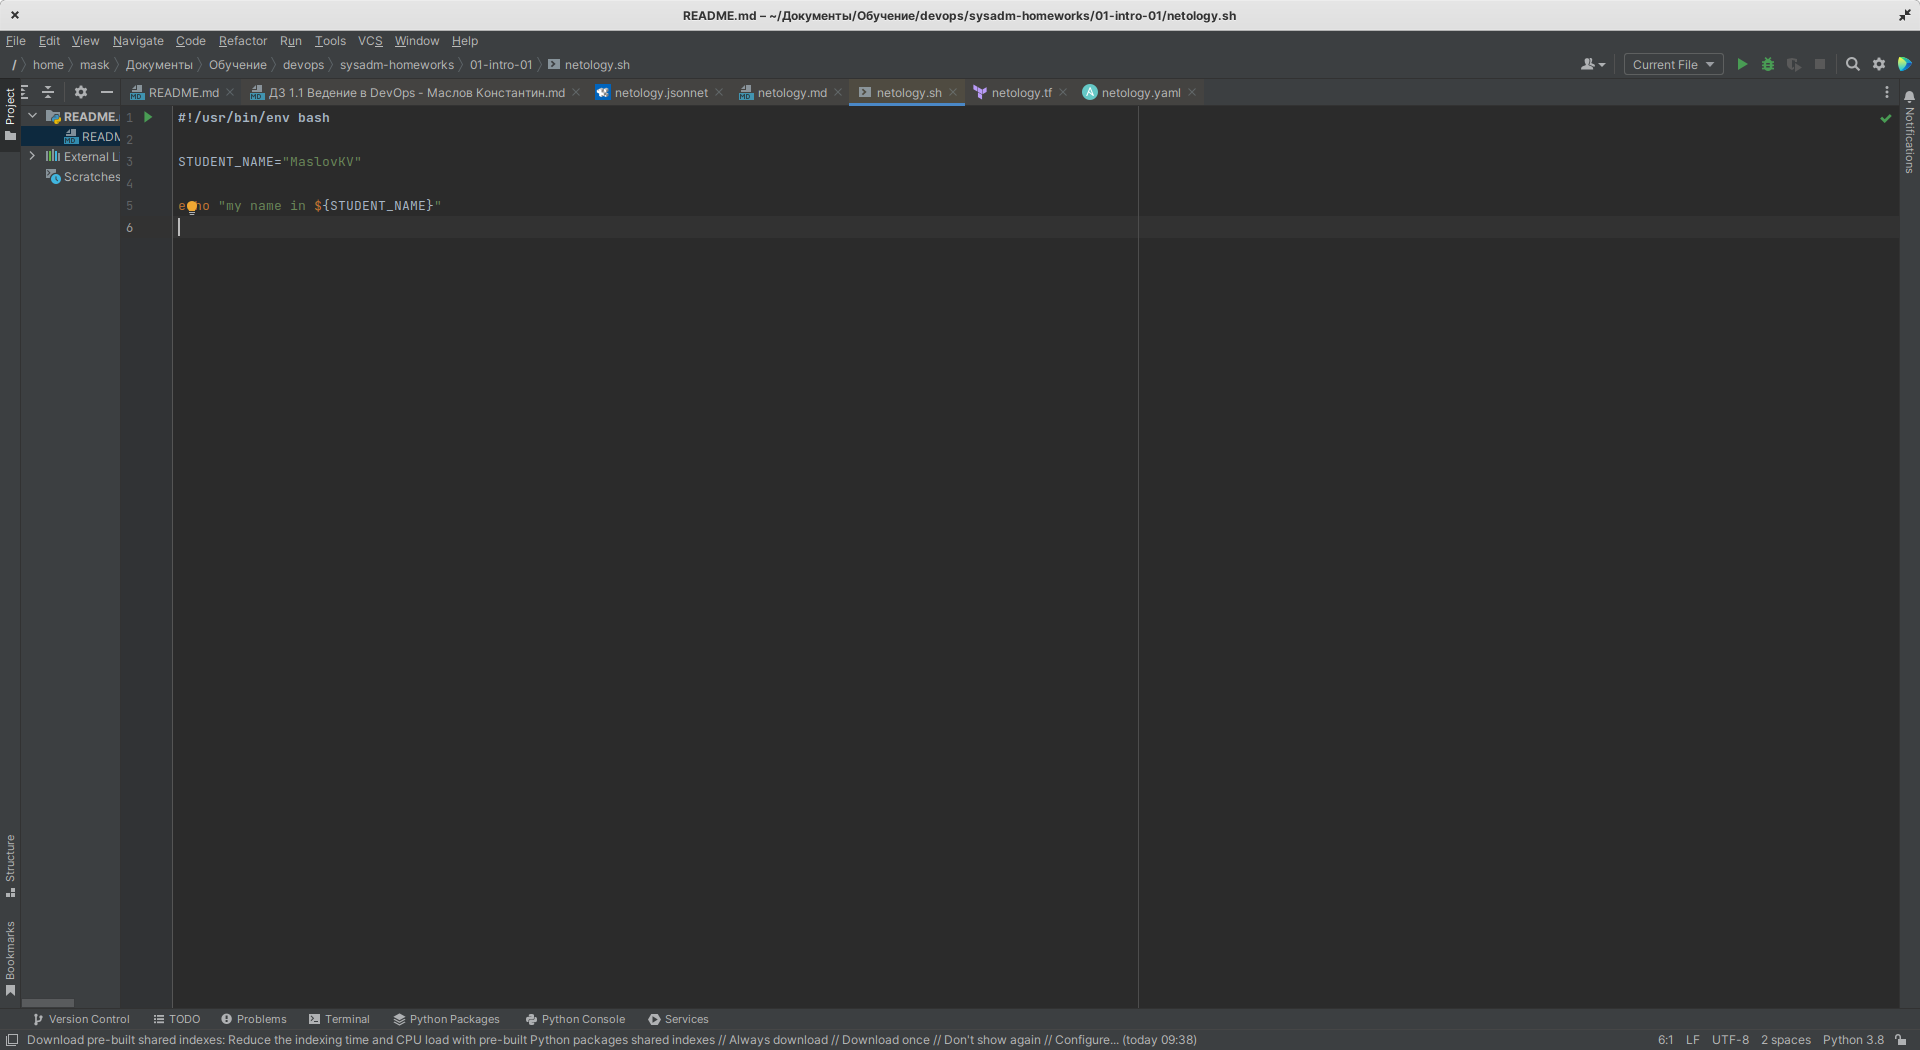 README.md – ~/Документы/Обучение/devops/sysadm-homeworks/01-intro-01/netology.sh
File Edit View Navigate Code Refactor Run Tools VCS Window Help
/ home mask Документы Обучение devops sysadm-homeworks 01-intro-01 netology.sh
Current File
Project
README.md ДЗ 1.1 Ведение в DevOps - Маслов Константин.md netology.jsonnet netology.md netology.sh netology.tf netology.yaml
Notifications
README.
READM
External L
Scratches
1 #!/usr/bin/env bash
2
3 STUDENT_NAME="MaslovKV"
4
5 echo "my name in ${STUDENT_NAME}"
6
Structure
Bookmarks
Version Control TODO Problems Terminal Python Packages Python Console Services
Download pre-built shared indexes: Reduce the indexing time and CPU load with pre-built Python packages shared indexes // Always download // Download once // Don't show again // Configure... (today 09:38) 6:1 LF UTF-8 2 spaces Python 3.8